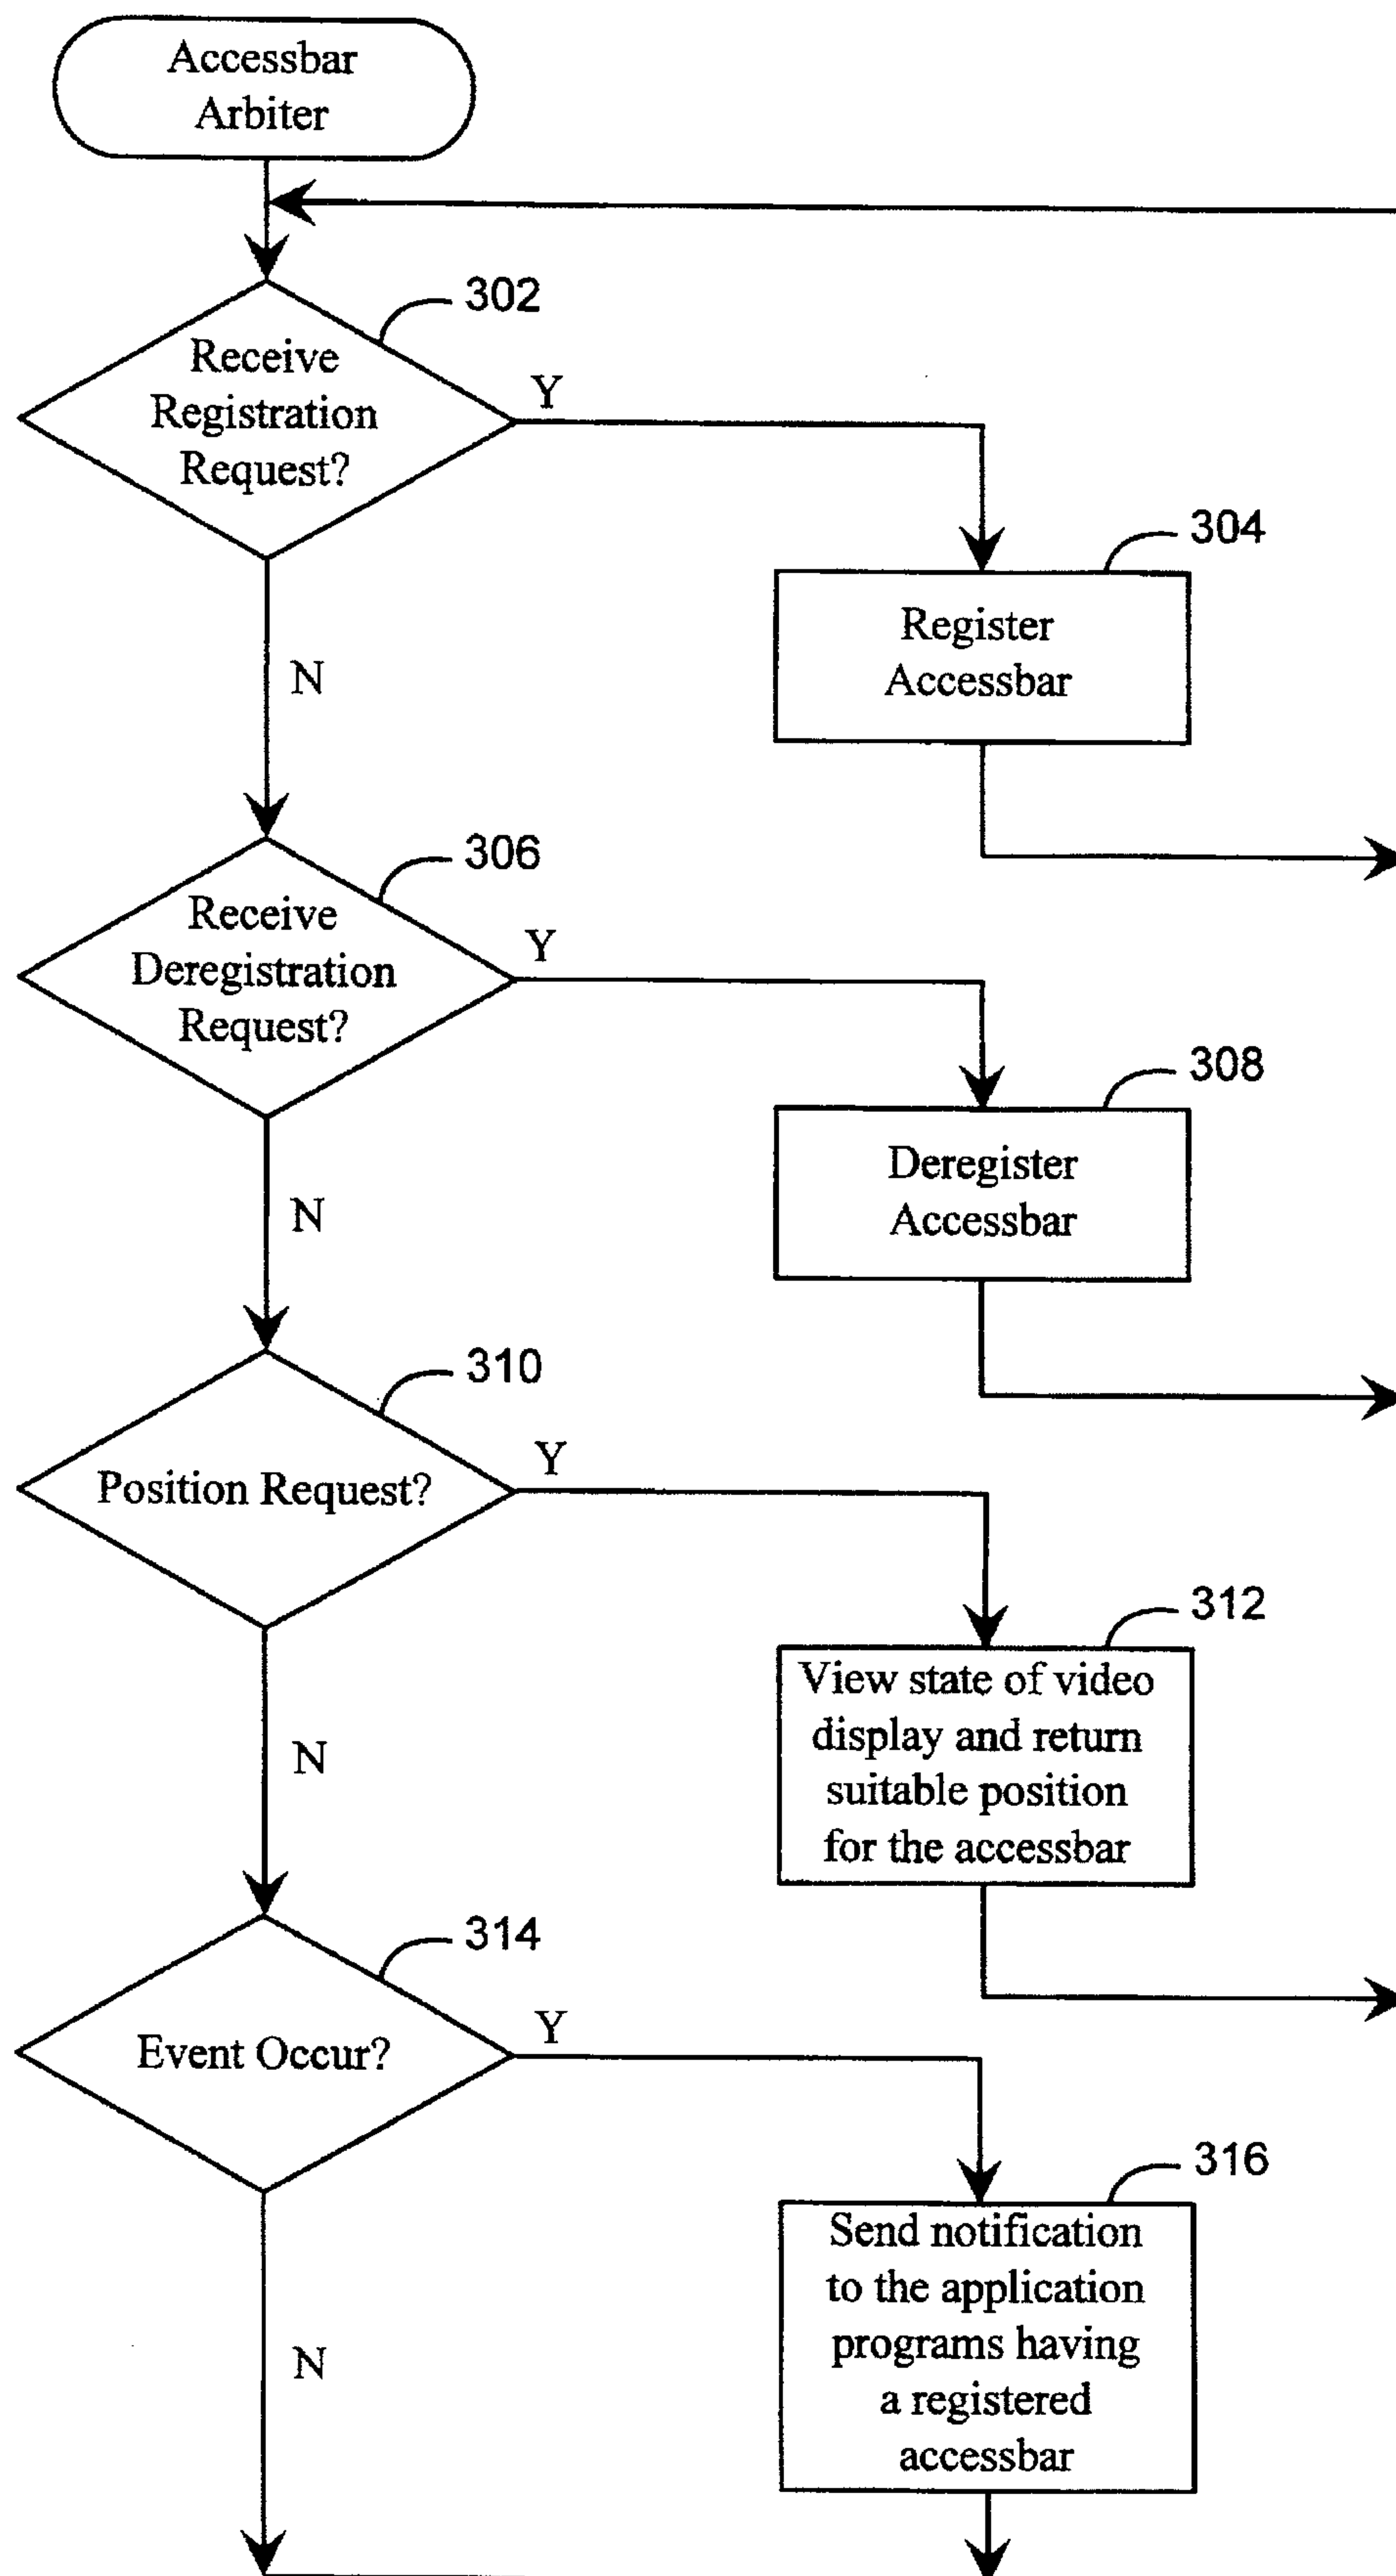 Accessbar
Arbiter
302
Receive
Registration
Request?
Y
304
Register
Accessbar
N
306
Receive
Deregistration
Request?
Y
308
Deregister
Accessbar
N
310
Position Request?
Y
312
View state of video
display and return
suitable position
for the accessbar
N
314
Event Occur?
Y
316
Send notification
to the application
programs having
a registered
accessbar
N